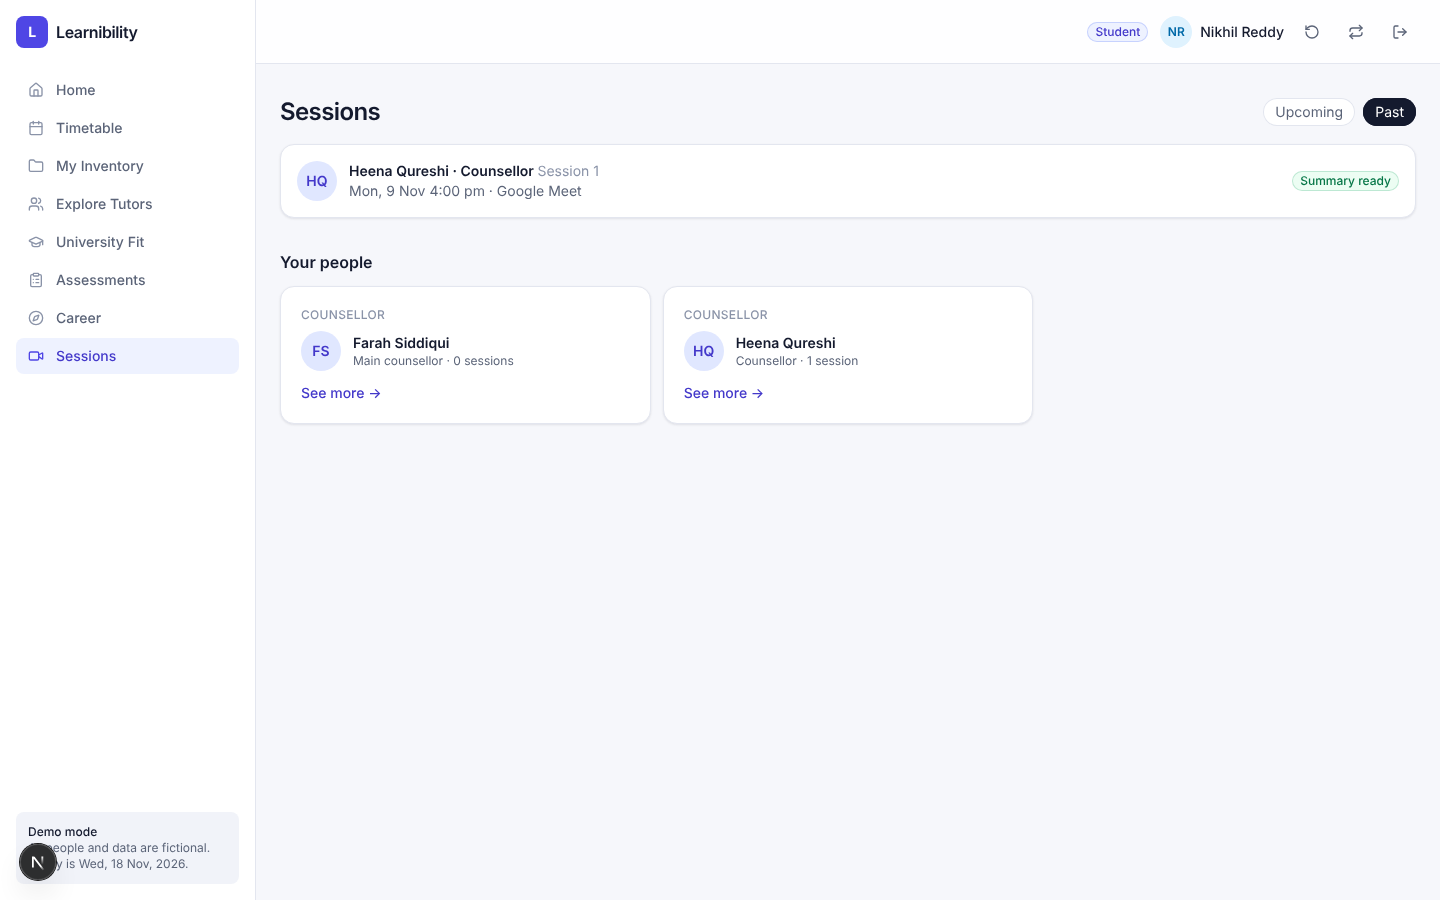 L Learnibility
Student NR Nikhil Reddy
Home
Timetable
My Inventory
Explore Tutors
University Fit
Assessments
Career
Sessions
Sessions
Upcoming Past
HQ Heena Qureshi · Counsellor Session 1
Mon, 9 Nov 4:00 pm · Google Meet
Summary ready
Your people
COUNSELLOR
FS Farah Siddiqui
Main counsellor · 0 sessions
See more →
COUNSELLOR
HQ Heena Qureshi
Counsellor · 1 session
See more →
Demo mode
people and data are fictional.
is Wed, 18 Nov, 2026.
N